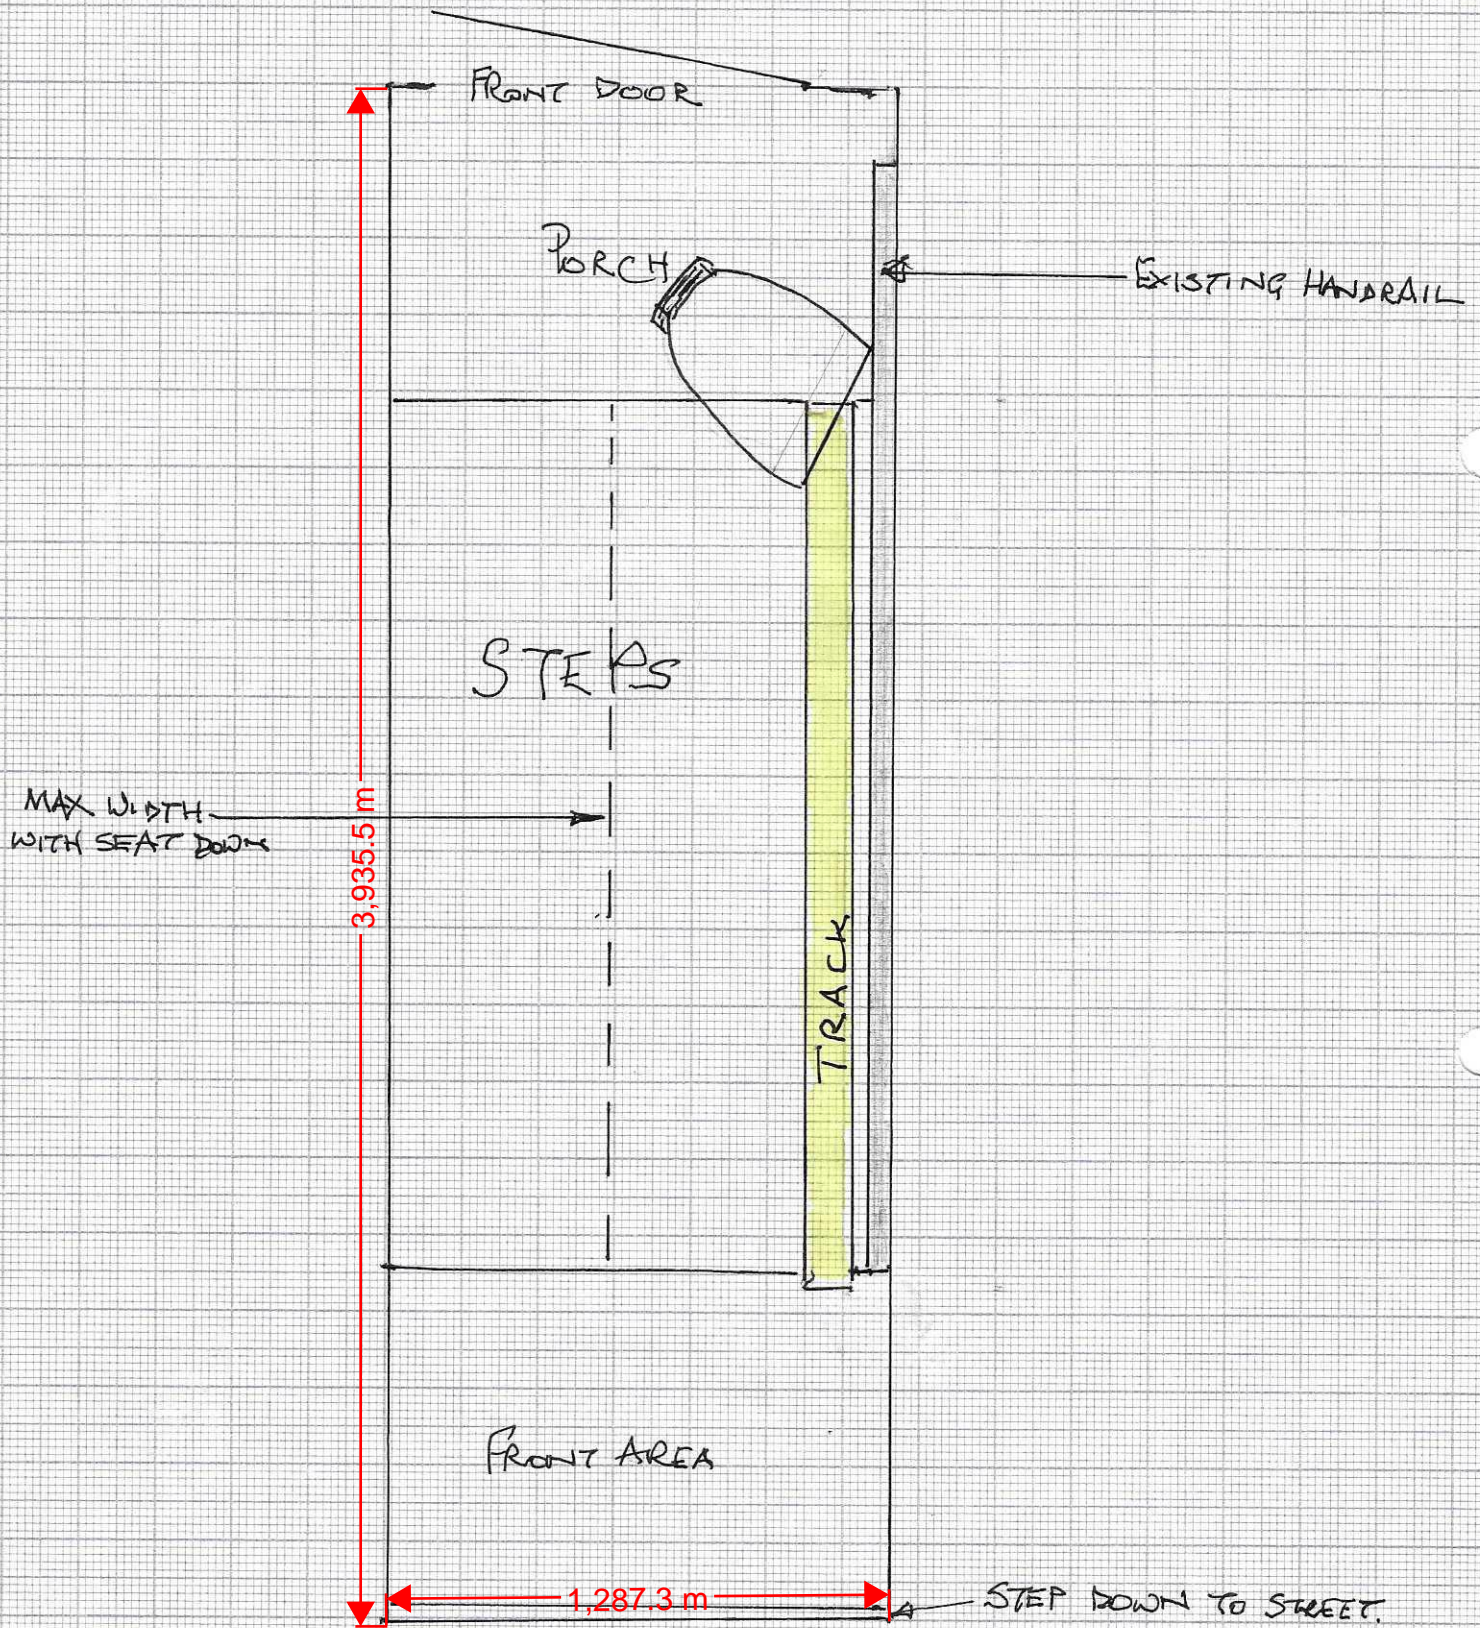 FRONT DOOR
PORCH
EXISTING HANDRAIL
STEPS
MAX WIDTH
WITH SEAT DOWN
3,935.5 m
TRACK
FRONT AREA
1,287.3 m
STEP DOWN TO STREET.